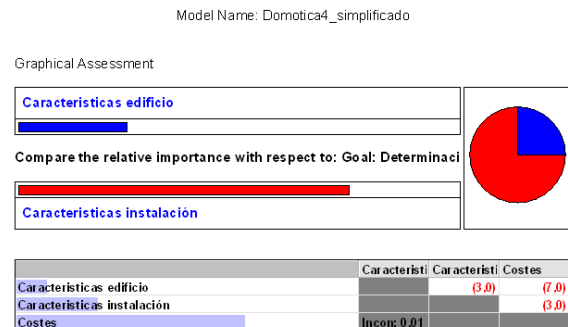 Model Name: Domotica4_simplificado
Graphical Assessment
Caracteristicas edificio
Compare the relative importance with respect to: Goal: Determinaci
Caracteristicas instalación
Caracteristi Caracteristi Costes
Caracteristicas edificio (3,0) (7,0)
Caracteristicas instalación (3,0)
Costes Incon: 0,01